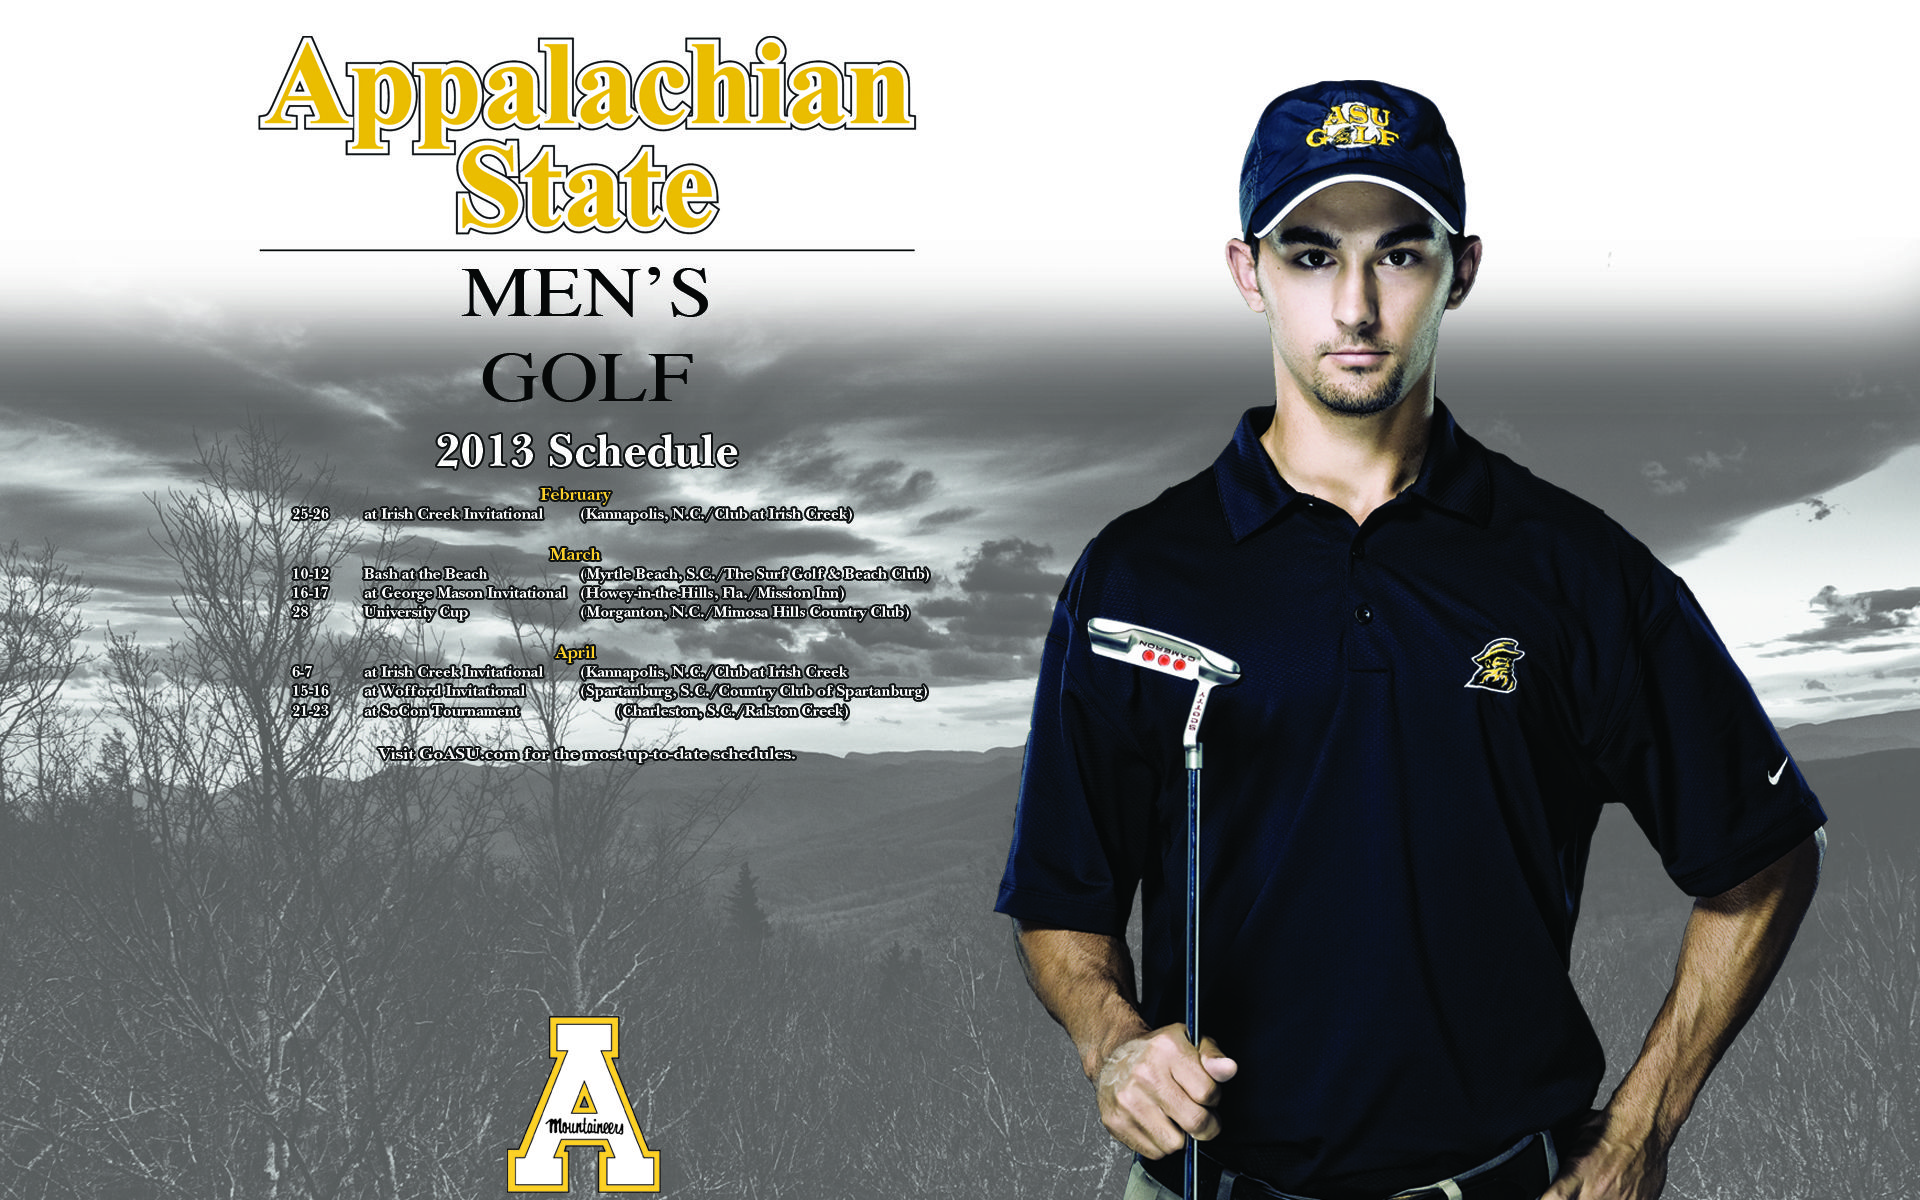 Appalachian
State
MEN'S
GOLF
2013 Schedule
February
25-26 at Irish Creek Invitational (Kannapolis, N.C./Club at Irish Creek)
March
10-12 Bash at the Beach (Myrtle Beach, S.C./The Surf Golf & Beach Club)
16-17 at George Mason Invitational (Howey-in-the-Hills, Fla./Mission Inn)
28 University Cup (Morganton, N.C./Mimosa Hills Country Club)
April
6-7 at Irish Creek Invitational (Kannapolis, N.C./Club at Irish Creek
15-16 at Wofford Invitational (Spartanburg, S.C./Country Club of Spartanburg)
21-23 at SoCon Tournament (Charleston, S.C./Ralston Creek)
Visit GoASU.com for the most up-to-date schedules.
A
Mountaineers
ASU
GOLF
CAMERON
SCOTTY